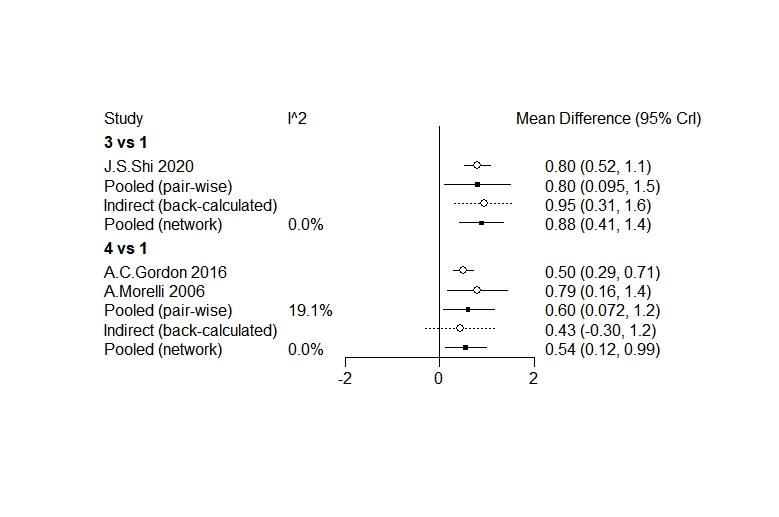 Study I^2 Mean Difference (95% CrI)
3 vs 1
J.S.Shi 2020 0.80 (0.52, 1.1)
Pooled (pair-wise) 0.80 (0.095, 1.5)
Indirect (back-calculated) 0.95 (0.31, 1.6)
Pooled (network) 0.0% 0.88 (0.41, 1.4)
4 vs 1
A.C.Gordon 2016 0.50 (0.29, 0.71)
A.Morelli 2006 0.79 (0.16, 1.4)
Pooled (pair-wise) 19.1% 0.60 (0.072, 1.2)
Indirect (back-calculated) 0.43 (-0.30, 1.2)
Pooled (network) 0.0% 0.54 (0.12, 0.99)
-2 0 2